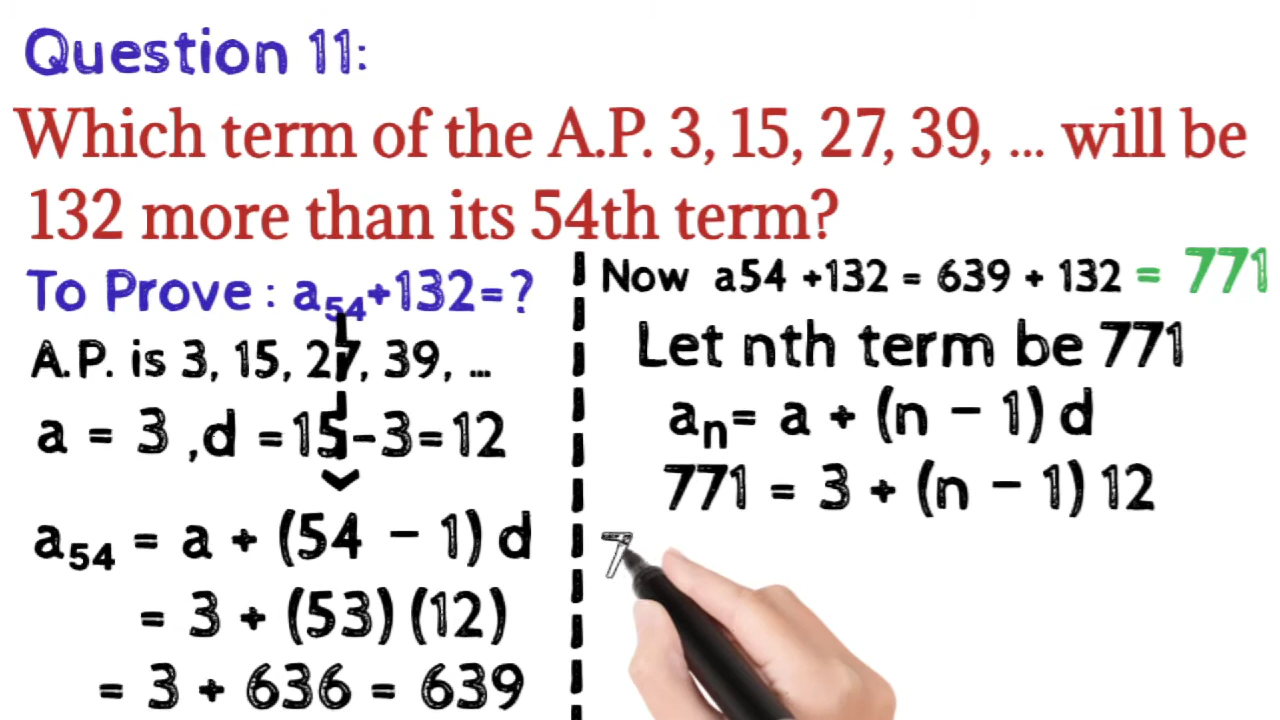 Question 11:
Which term of the A.P. 3, 15, 27, 39, ... will be
132 more than its 54th term?
To Prove : a₅₄+132=?
A.P. is 3, 15, 27, 39, ...
a = 3 ,d =15-3=12
a₅₄ = a + (54 - 1) d
= 3 + (53) (12)
= 3 + 636 = 639
Now a54 +132 = 639 + 132 = 771
Let nth term be 771
aₙ= a + (n - 1) d
771 = 3 + (n - 1) 12
7